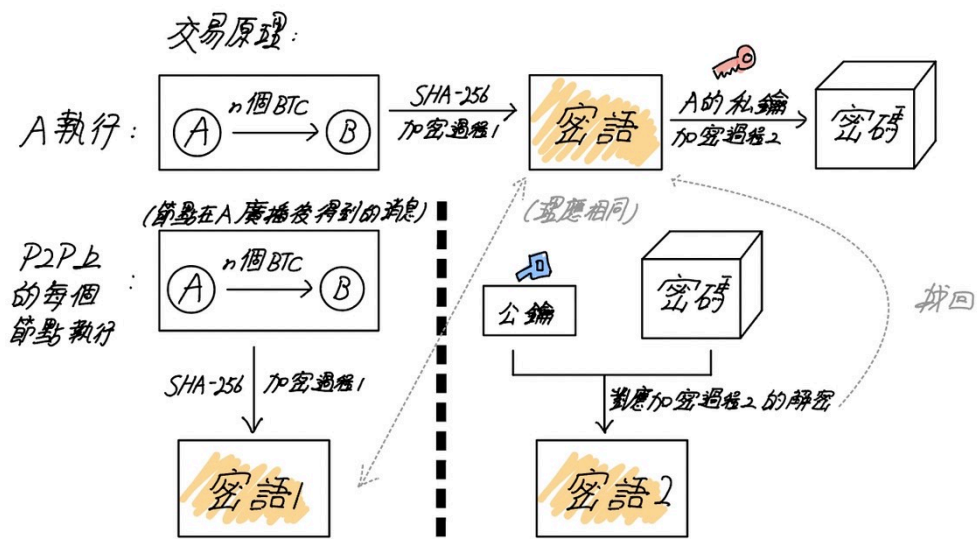 交易原理:
A執行:
A
n個BTC
B
SHA-256
加密過程1
密語
A的私鑰
加密過程2
密碼
(節點在A廣播後得到的消息)
(理應相同)
P2P上
的每個
節點執行
:
A
n個BTC
B
公鑰
密碼
找回
SHA-256
加密過程1
對應加密過程2的解密
密語1
密語2